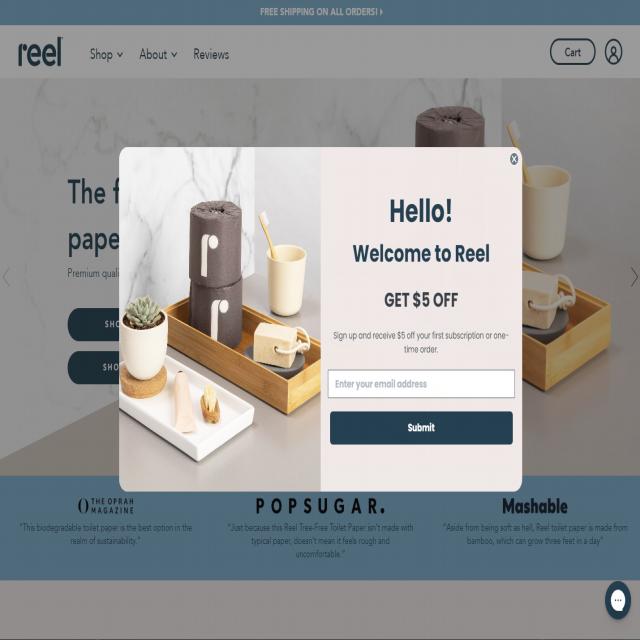 FREE SHIPPING ON ALL ORDERS!
reel
Shop
About
Reviews
Cart
The f
pape
Premium quali
SHO
SHO
Hello!
Welcome to Reel
GET $5 OFF
Sign up and receive $5 off your first subscription or one-
time order.
Enter your email address
Submit
THE OPRAH
MAGAZINE
POPSUGAR.
Mashable
"This biodegradable toilet paper is the best option in the
realm of sustainability."
"Just because this Reel Tree-Free Toilet Paper isn't made with
typical paper, doesn't mean it feels rough and
uncomfortable."
"Aside from being soft as hell, Reel toilet paper is made from
bamboo, which can grow three feet in a day"